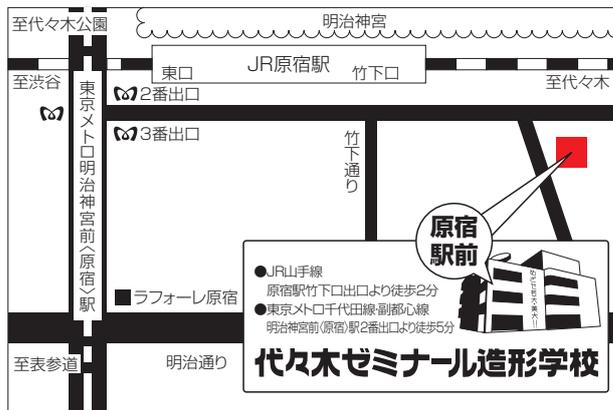 至代々木公園
明治神宮
JR原宿駅
東口
竹下口
至渋谷
至代々木
2番出口
3番出口
東京メトロ明治神宮前〈原宿〉駅
竹下通り
原宿
駅前
●JR山手線
原宿駅竹下口出口より徒歩2分
●東京メトロ千代田線・副都心線
明治神宮前〈原宿〉駅2番出口より徒歩5分
ラフォーレ原宿
至表参道
明治通り
代々木ゼミナール造形学校